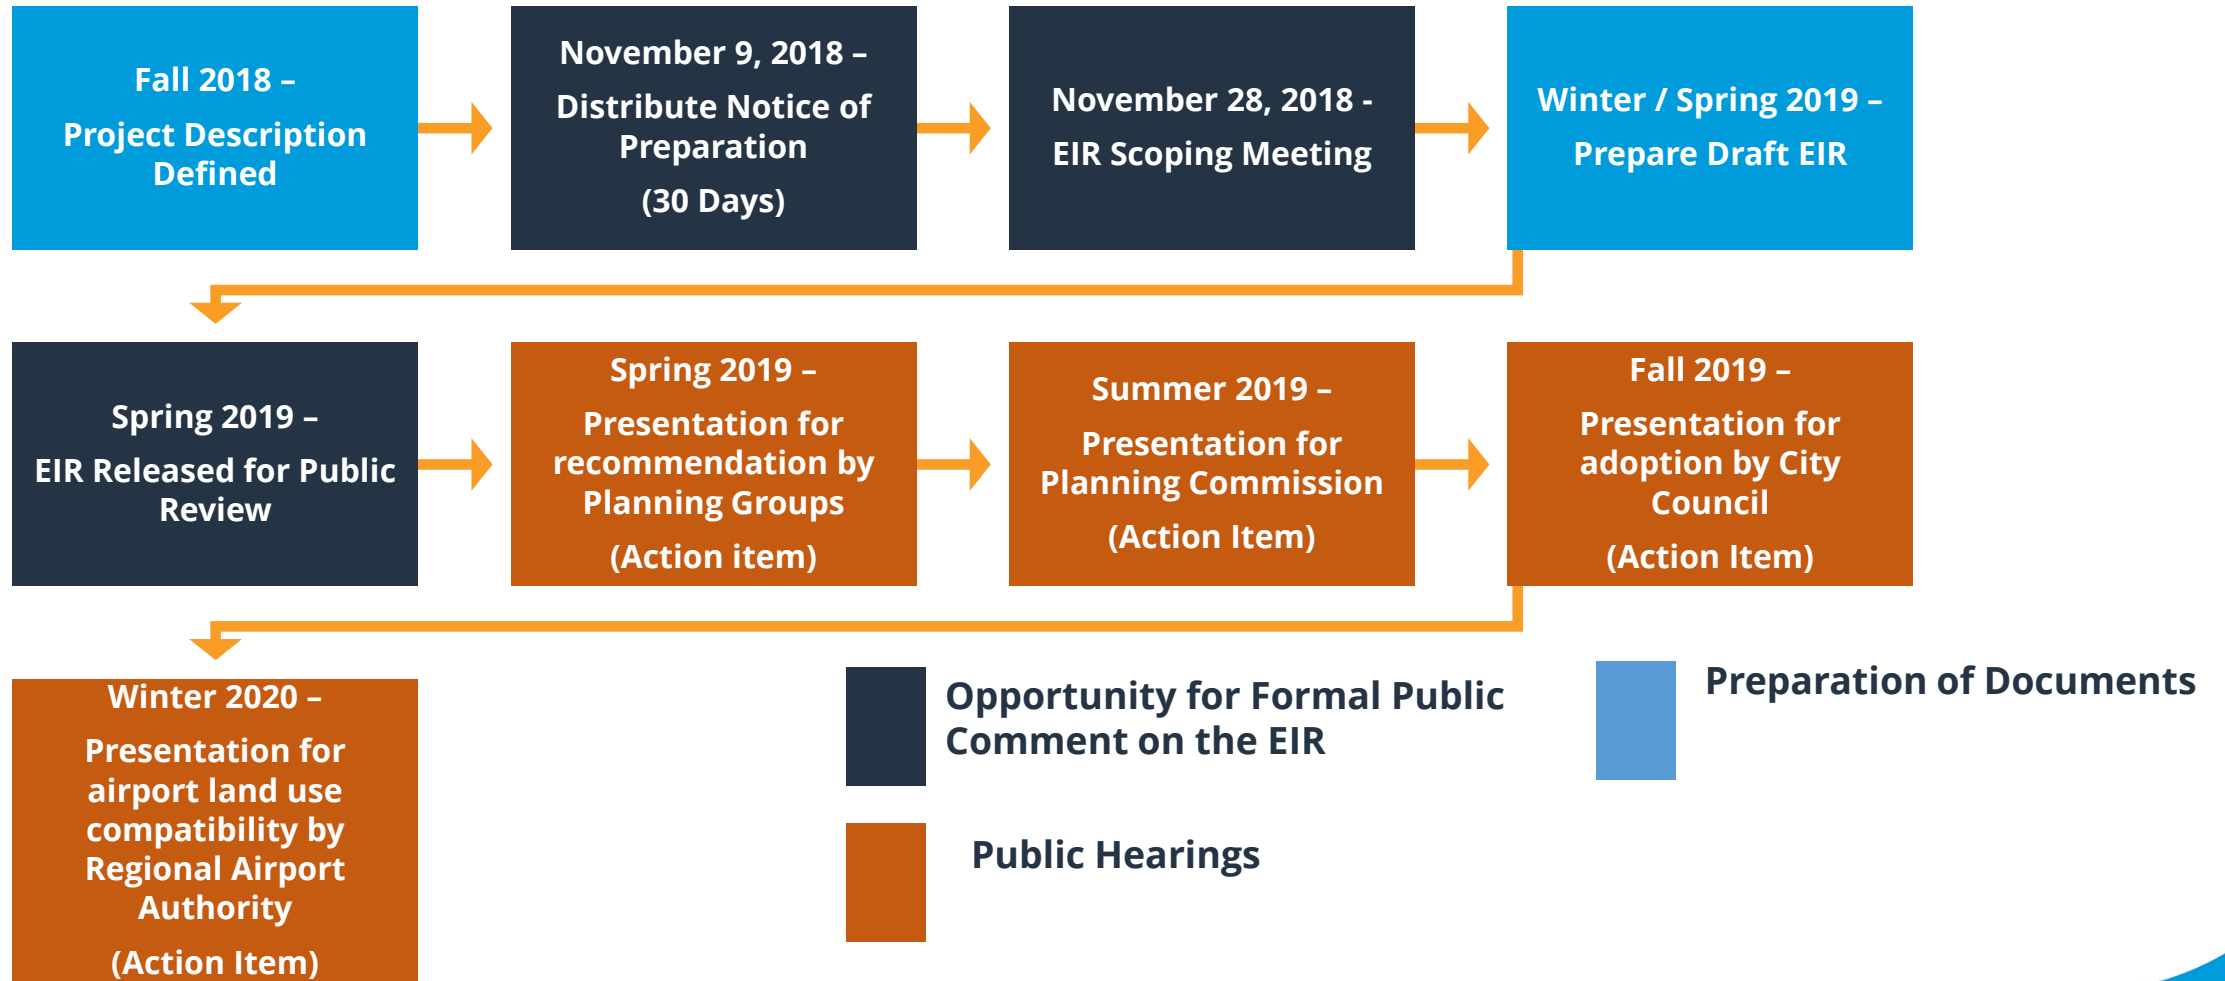 Fall 2018 –
Project Description
Defined
November 9, 2018 –
Distribute Notice of
Preparation
(30 Days)
November 28, 2018 -
EIR Scoping Meeting
Winter / Spring 2019 –
Prepare Draft EIR
Spring 2019 –
EIR Released for Public
Review
Spring 2019 –
Presentation for
recommendation by
Planning Groups
(Action item)
Summer 2019 –
Presentation for
Planning Commission
(Action Item)
Fall 2019 –
Presentation for
adoption by City
Council
(Action Item)
Winter 2020 –
Presentation for
airport land use
compatibility by
Regional Airport
Authority
(Action Item)
Opportunity for Formal Public
Comment on the EIR
Preparation of Documents
Public Hearings